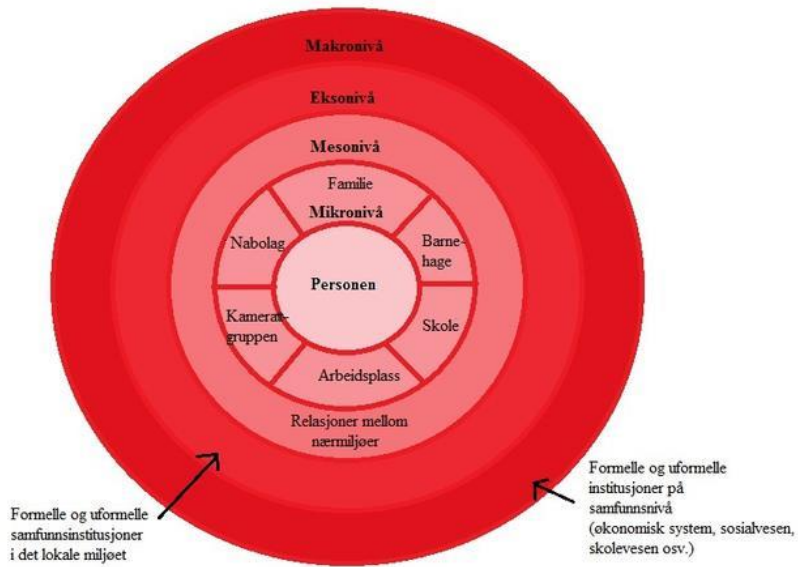 Makronivå
Eksonivå
Mesonivå
Familie
Mikronivå
Nabolag
Barne-
hage
Personen
Kamerat-
gruppen
Skole
Arbeidsplass
Relasjoner mellom
nærmiljøer
Formelle og uformelle
samfunnsinstitusjoner
i det lokale miljøet
Formelle og uformelle
institusjoner på
samfunnsnivå
(økonomisk system, sosialvesen,
skolevesen osv.)